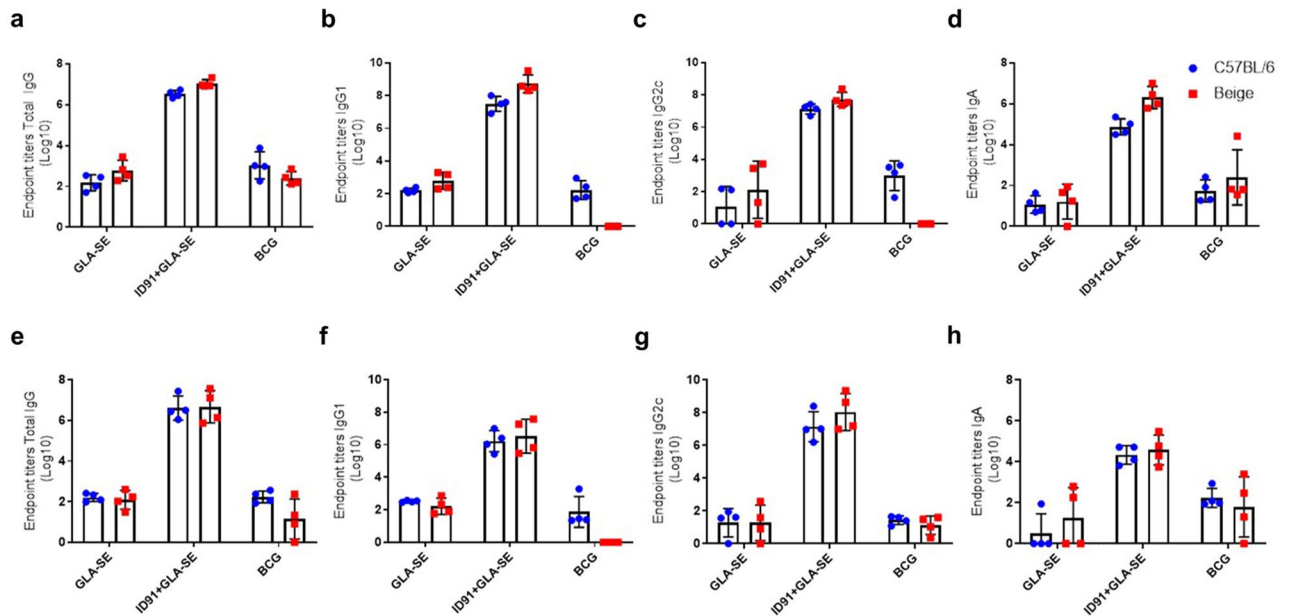 a
b
c
d
Endpoint titers Total IgG
(Log10)
8
6
4
2
0
GLA-SE
ID91+GLA-SE
BCG
Endpoint titers IgG1
(Log10)
10
8
6
4
2
0
GLA-SE
ID91+GLA-SE
BCG
Endpoint titers IgG2c
(Log10)
10
8
6
4
2
0
GLA-SE
ID91+GLA-SE
BCG
Endpoint titers IgA
(Log10)
8
6
4
2
0
GLA-SE
ID91+GLA-SE
BCG
C57BL/6
Beige
e
f
g
h
Endpoint titers Total IgG
(Log10)
8
6
4
2
0
GLA-SE
ID91+GLA-SE
BCG
Endpoint titers IgG1
(Log10)
10
8
6
4
2
0
GLA-SE
ID91+GLA-SE
BCG
Endpoint titers IgG2c
(Log10)
10
8
6
4
2
0
GLA-SE
ID91+GLA-SE
BCG
Endpoint titers IgA
(Log10)
8
6
4
2
0
GLA-SE
ID91+GLA-SE
BCG